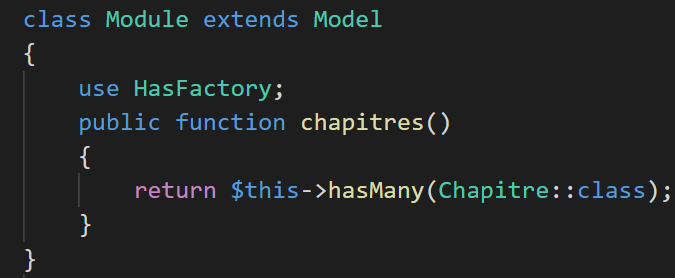 class Module extends Model
{
    use HasFactory;
    public function chapitres()
    {
        return $this->hasMany(Chapitre::class);
    }
}